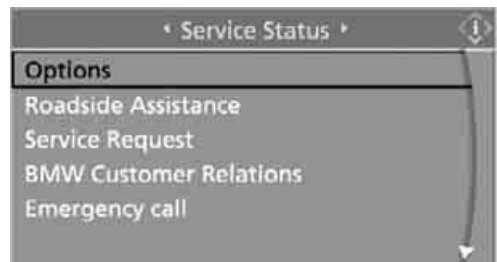 Service Status
Options
Roadside Assistance
Service Request
BMW Customer Relations
Emergency call